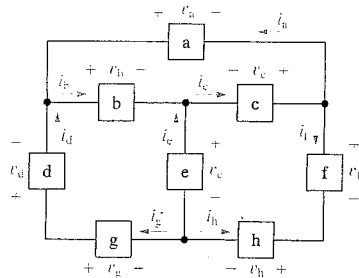 + v_a − i_a
a
i_b + v_b − i_c − v_c +
b c
− i_d i_e + i_f +
v_d d e v_e f v_f
+ − −
i_g i_h
g h
+ v_g − − v_h +